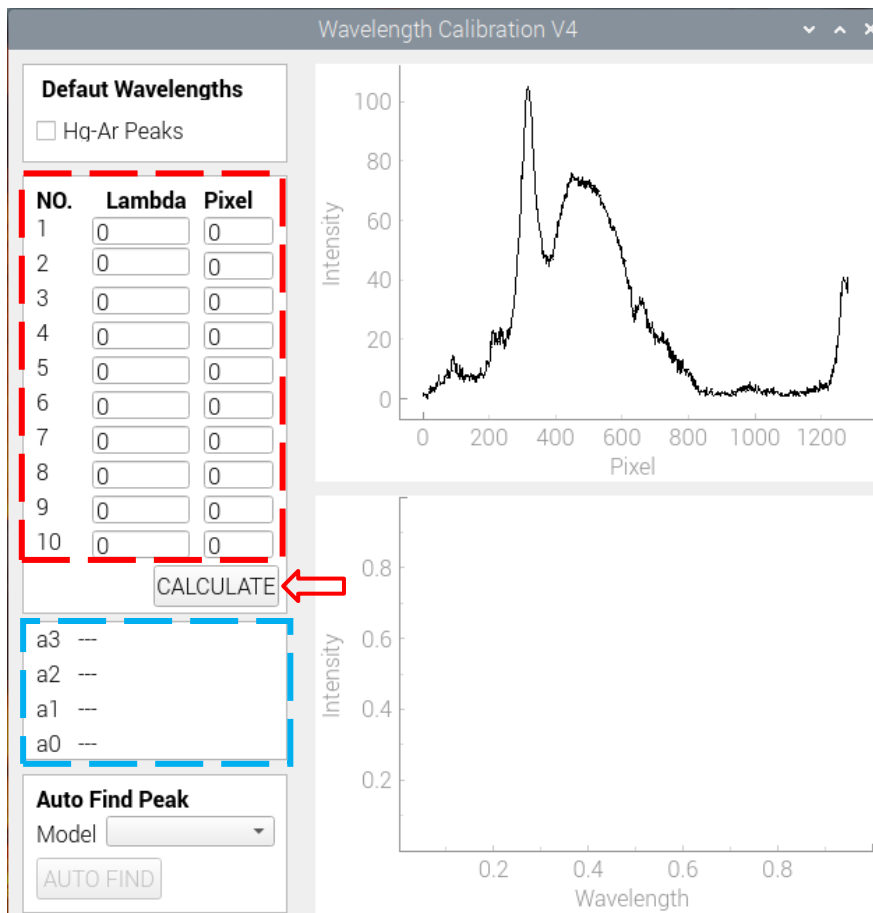 Wavelength Calibration V4
Defaut Wavelengths
Hg-Ar Peaks
NO. Lambda Pixel
1 0 0
2 0 0
3 0 0
4 0 0
5 0 0
6 0 0
7 0 0
8 0 0
9 0 0
10 0 0
CALCULATE
a3 ---
a2 ---
a1 ---
a0 ---
Auto Find Peak
Model
AUTO FIND
100
80
60
40
20
0
Intensity
0 200 400 600 800 1000 1200
Pixel
0.8
0.6
0.4
0.2
Intensity
0.2 0.4 0.6 0.8
Wavelength